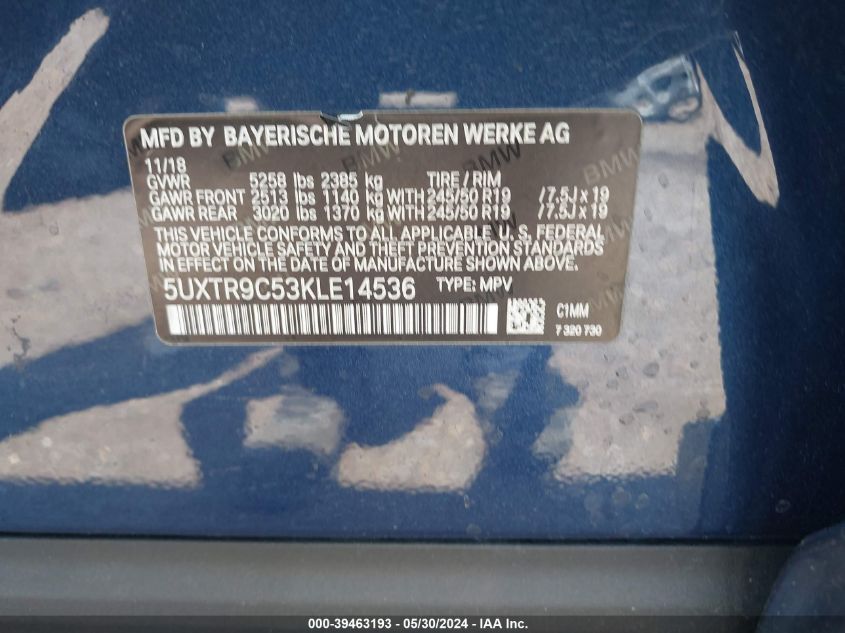 MFD BY BAYERISCHE MOTOREN WERKE AG
11/18
GVWR 5258 lbs 2385 kg TIRE / RIM
GAWR FRONT 2513 lbs 1140 kg WITH 245/50 R19 /7.5J x 19
GAWR REAR 3020 lbs 1370 kg WITH 245/50 R19 /7.5J x 19
THIS VEHICLE CONFORMS TO ALL APPLICABLE U. S. FEDERAL
MOTOR VEHICLE SAFETY AND THEFT PREVENTION STANDARDS
IN EFFECT ON THE DATE OF MANUFACTURE SHOWN ABOVE.
5UXTR9C53KLE14536 TYPE: MPV
C1MM
7 320 730
000-39463193 - 05/30/2024 - IAA Inc.